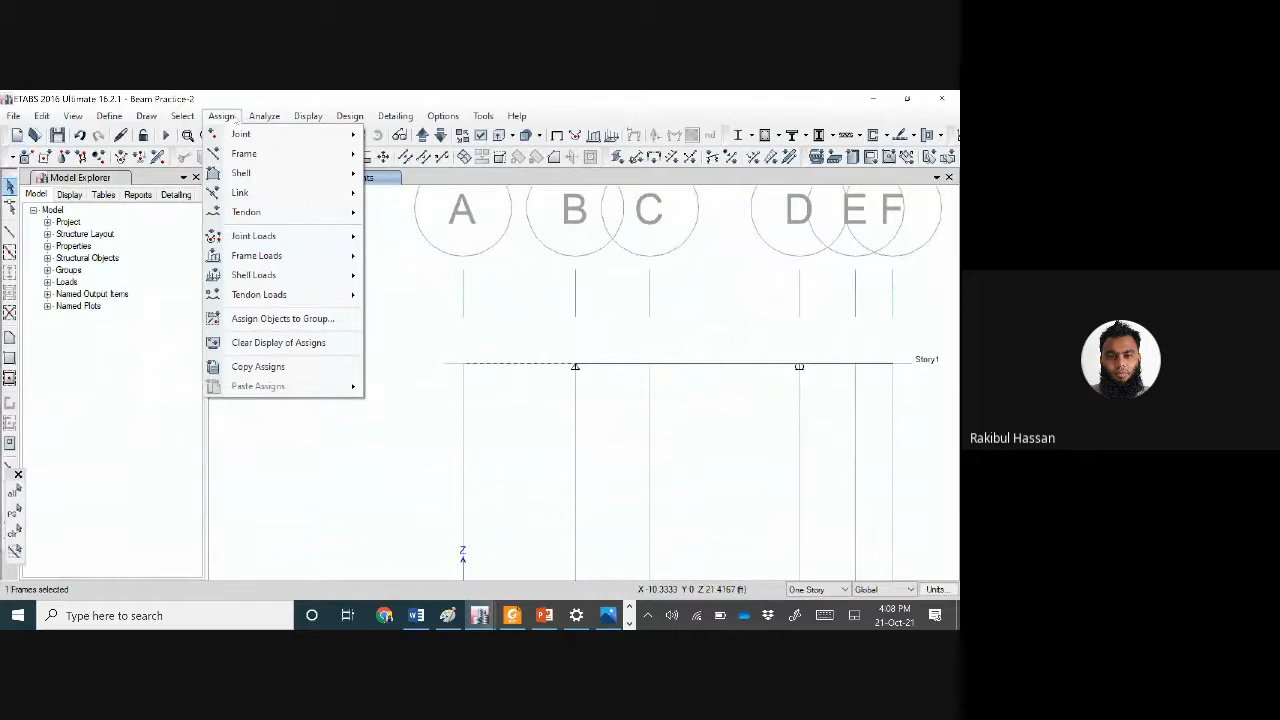 ETABS 2016 Ultimate 16.2.1 - Beam Practice-2
File Edit View Define Draw Select Assign Analyze Display Design Detailing Options Tools Help
nd
Model Explorer
nts
Model Display Tables Reports Detailing
Model
Project
Structure Layout
Properties
Structural Objects
Groups
Loads
Named Output Items
Named Plots
Joint
Frame
Shell
Link
Tendon
Joint Loads
Frame Loads
Shell Loads
Tendon Loads
Assign Objects to Group...
Clear Display of Assigns
Copy Assigns
Paste Assigns
A B C D E F
Story1
Z
all
PS
clr
Rakibul Hassan
1 Frames selected
X -10.3333 Y 0 Z 21.4167 (ft)
One Story
Global
Units...
Type here to search
4:08 PM
21-Oct-21